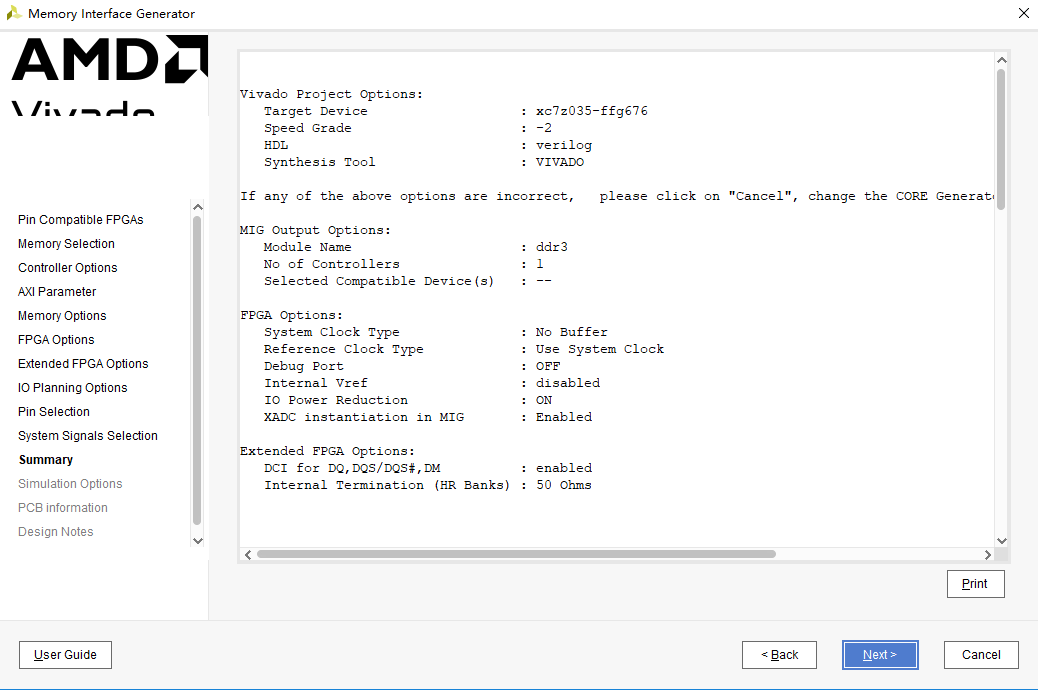 Memory Interface Generator
AMD
Vivado
Pin Compatible FPGAs
Memory Selection
Controller Options
AXI Parameter
Memory Options
FPGA Options
Extended FPGA Options
IO Planning Options
Pin Selection
System Signals Selection
Summary
Simulation Options
PCB information
Design Notes
Vivado Project Options:
Target Device : xc7z035-ffg676
Speed Grade : -2
HDL : verilog
Synthesis Tool : VIVADO
If any of the above options are incorrect, please click on "Cancel", change the CORE Generat
MIG Output Options:
Module Name : ddr3
No of Controllers : 1
Selected Compatible Device(s) : --
FPGA Options:
System Clock Type : No Buffer
Reference Clock Type : Use System Clock
Debug Port : OFF
Internal Vref : disabled
IO Power Reduction : ON
XADC instantiation in MIG : Enabled
Extended FPGA Options:
DCI for DQ,DQS/DQS#,DM : enabled
Internal Termination (HR Banks) : 50 Ohms
Print
User Guide
< Back
Next >
Cancel